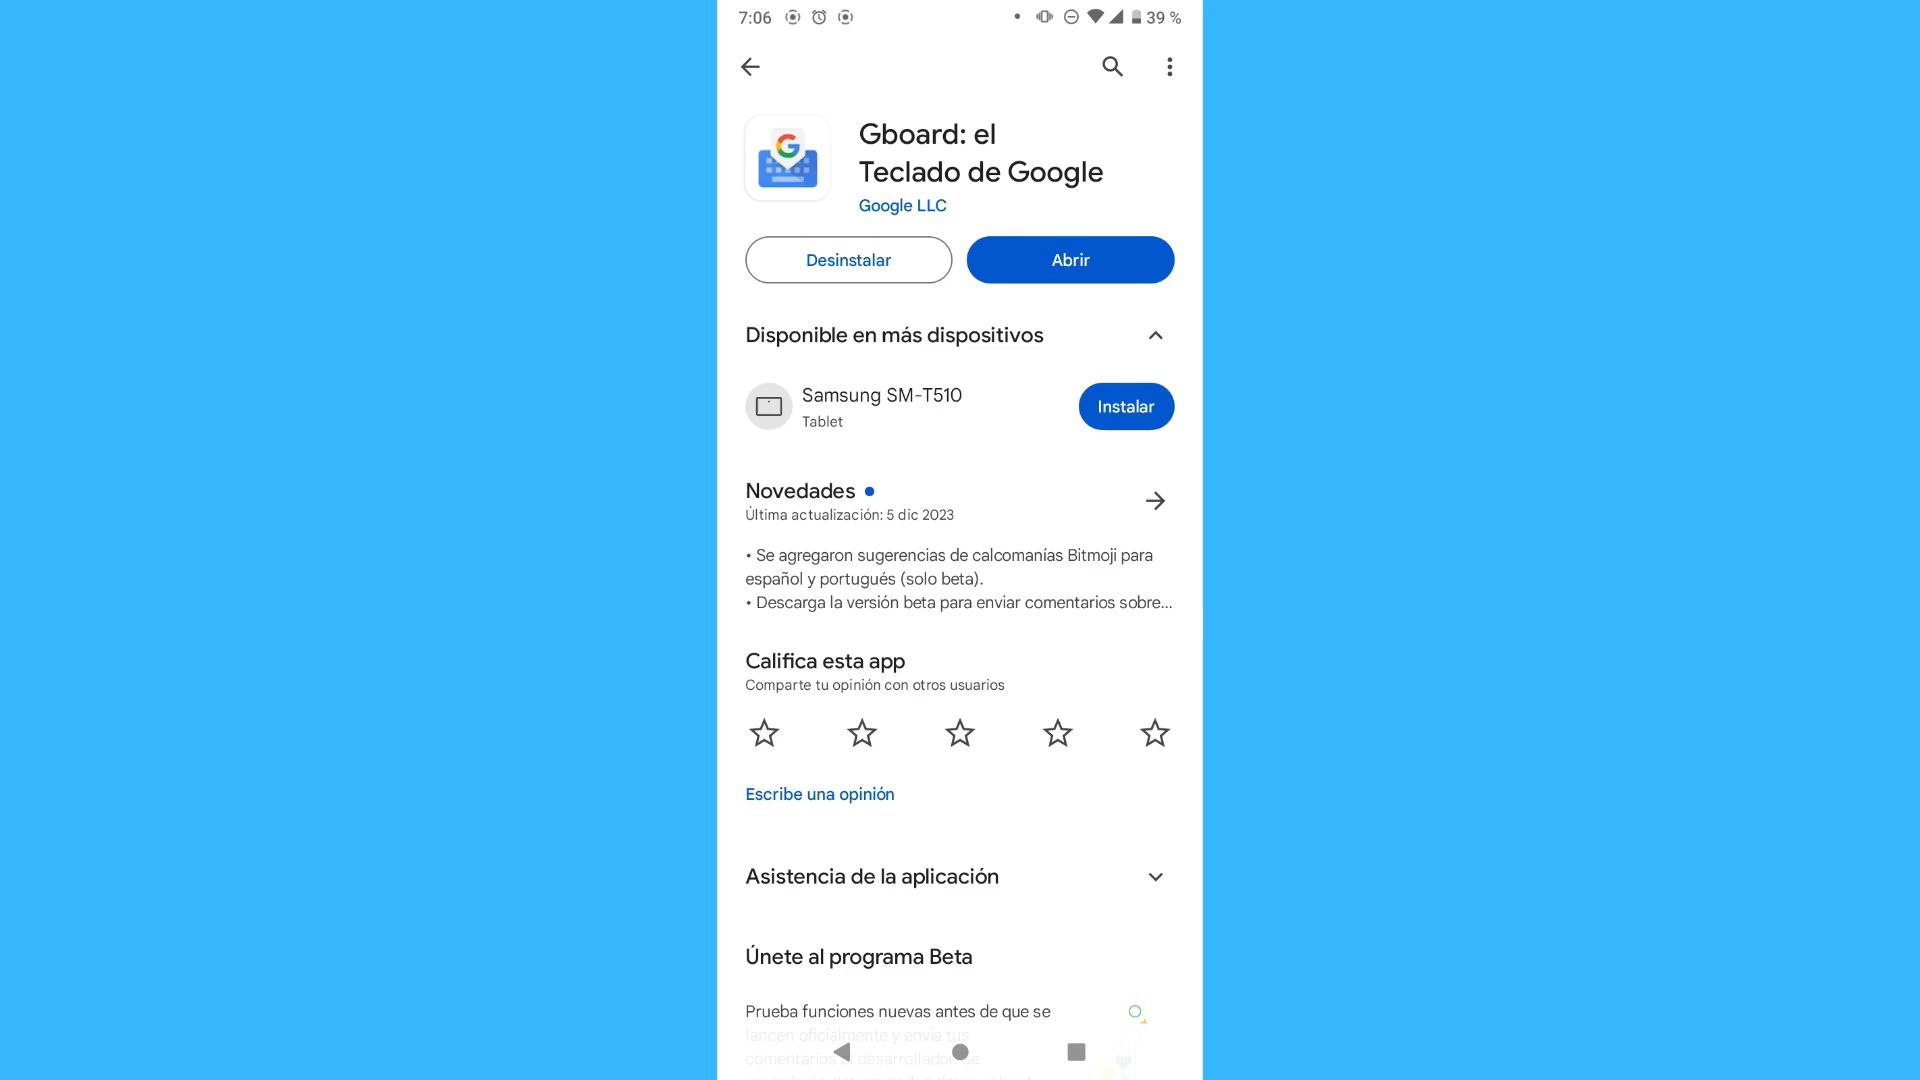 7:06
39 %
Gboard: el
Teclado de Google
Google LLC
Desinstalar
Abrir
Disponible en más dispositivos
Samsung SM-T510
Tablet
Instalar
Novedades
Última actualización: 5 dic 2023
• Se agregaron sugerencias de calcomanías Bitmoji para
español y portugués (solo beta).
• Descarga la versión beta para enviar comentarios sobre...
Califica esta app
Comparte tu opinión con otros usuarios
Escribe una opinión
Asistencia de la aplicación
Únete al programa Beta
Prueba funciones nuevas antes de que se
lancen oficialmente y envía tus
comentarios al desarrollador. Se